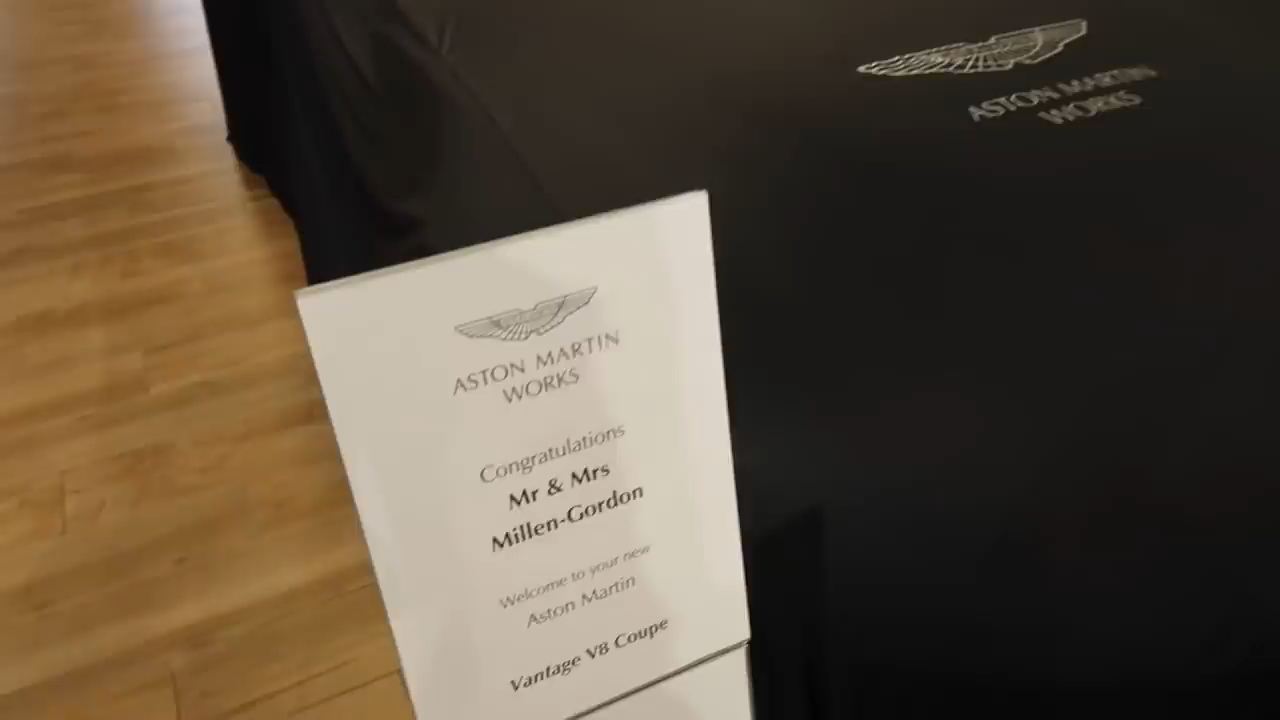 ASTON MARTIN
WORKS
ASTON MARTIN
WORKS
Congratulations
Mr & Mrs
Millen-Gordon
Welcome to your new
Aston Martin
Vantage V8 Coupe